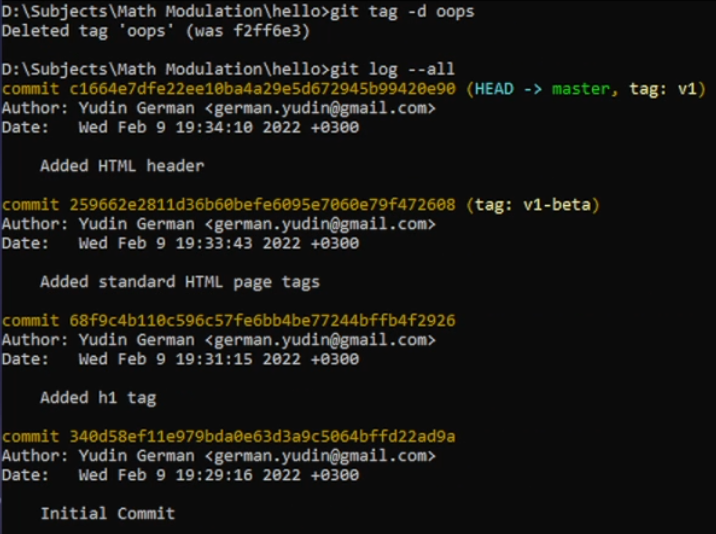 D:\Subjects\Math Modulation\hello>git tag -d oops
Deleted tag 'oops' (was f2ff6e3)
D:\Subjects\Math Modulation\hello>git log --all
commit c1664e7dfe22ee10ba4a29e5d672945b99420e90 (HEAD -> master, tag: v1)
Author: Yudin German <german.yudin@gmail.com>
Date:   Wed Feb 9 19:34:10 2022 +0300
    Added HTML header
commit 259662e2811d36b60befe6095e7060e79f472608 (tag: v1-beta)
Author: Yudin German <german.yudin@gmail.com>
Date:   Wed Feb 9 19:33:43 2022 +0300
    Added standard HTML page tags
commit 68f9c4b110c596c57fe6bb4be77244bffb4f2926
Author: Yudin German <german.yudin@gmail.com>
Date:   Wed Feb 9 19:31:15 2022 +0300
    Added h1 tag
commit 340d58ef11e979bda0e63d3a9c5064bffd22ad9a
Author: Yudin German <german.yudin@gmail.com>
Date:   Wed Feb 9 19:29:16 2022 +0300
    Initial Commit